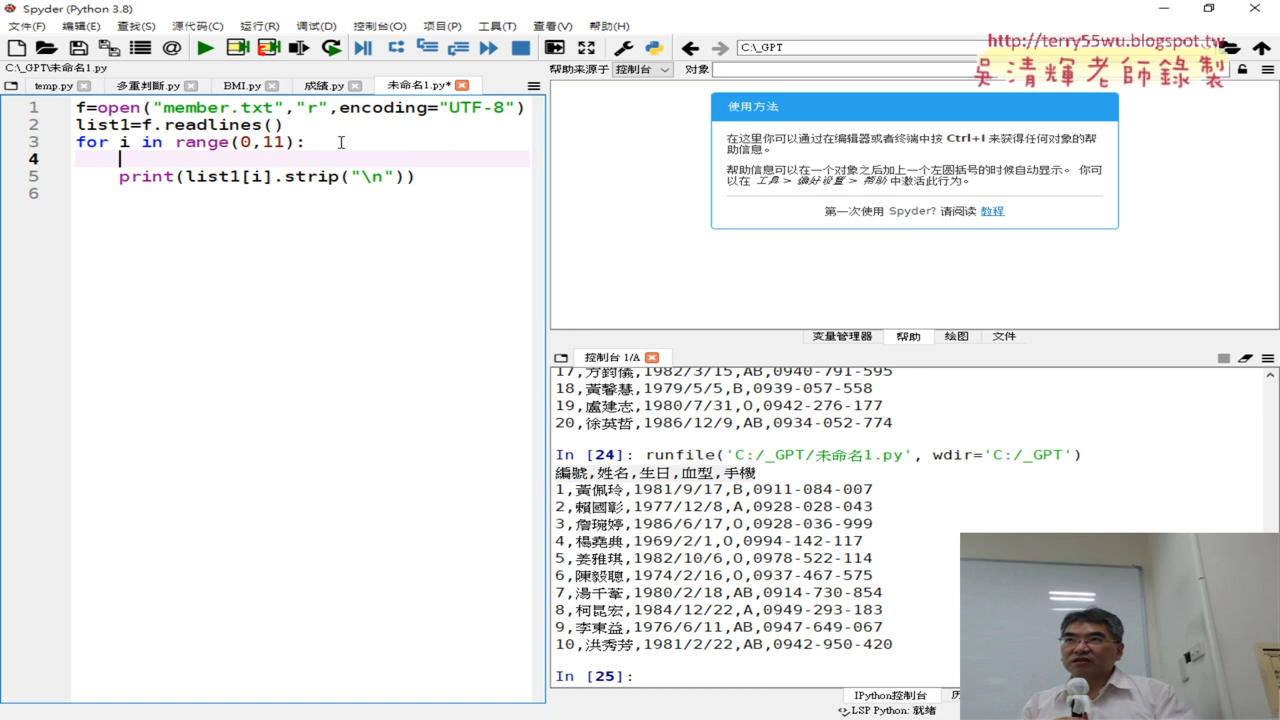 Spyder (Python 3.8)
文件(F) 编辑(E) 查找(S) 源代码(C) 运行(R) 调试(D) 控制台(O) 项目(P) 工具(T) 查看(V) 帮助(H)
C:\_GPT
http://terry55wu.blogspot.tw
吳清輝老師錄製
C:\_GPT\未命名1.py
帮助来源于 控制台 对象
temp.py 多重判斷.py BMI.py 成績.py 未命名1.py*
1 f=open("member.txt","r",encoding="UTF-8")
2 list1=f.readlines()
3 for i in range(0,11):
4
5 print(list1[i].strip("\n"))
6
使用方法
在这里你可以通过在编辑器或者终端中按 Ctrl+I 来获得任何对象的帮
助信息。
帮助信息可以在一个对象之后加上一个左圆括号的时候自动显示。 你可
以在 工具 > 偏好设置 > 帮助 中激活此行为。
第一次使用 Spyder? 请阅读 教程
变量管理器 帮助 绘图 文件
控制台 1/A
17,方鈞儀,1982/3/15,AB,0940-791-595
18,黃馨慧,1979/5/5,B,0939-057-558
19,盧建志,1980/7/31,O,0942-276-177
20,徐英哲,1986/12/9,AB,0934-052-774
In [24]: runfile('C:/_GPT/未命名1.py', wdir='C:/_GPT')
編號,姓名,生日,血型,手機
1,黃佩玲,1981/9/17,B,0911-084-007
2,賴國彰,1977/12/8,A,0928-028-043
3,詹琬婷,1986/6/17,O,0928-036-999
4,楊堯典,1969/2/1,O,0994-142-117
5,姜雅琪,1982/10/6,O,0978-522-114
6,陳毅聰,1974/2/16,O,0937-467-575
7,湯千葦,1980/2/18,AB,0914-730-854
8,柯昆宏,1984/12/22,A,0949-293-183
9,李東益,1976/6/11,AB,0947-649-067
10,洪秀芳,1981/2/22,AB,0942-950-420
In [25]:
IPython控制台
LSP Python: 就绪